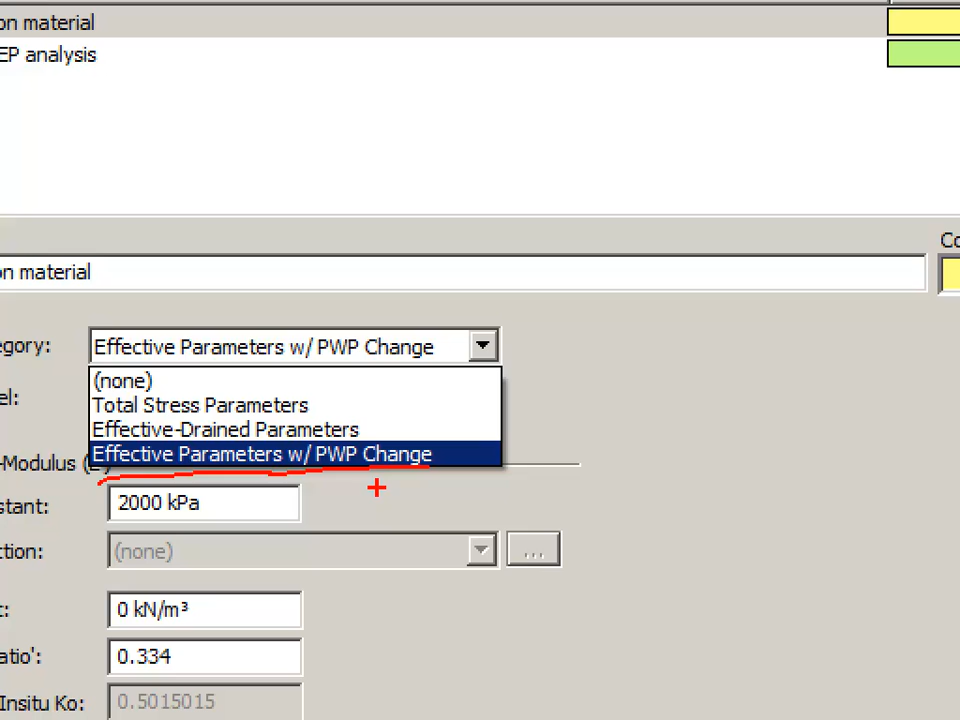 on material
EP analysis
Co
on material
egory:
Effective Parameters w/ PWP Change
(none)
el:
Total Stress Parameters
Effective-Drained Parameters
Effective Parameters w/ PWP Change
-Modulus (
stant:
2000 kPa
ction:
(none)
...
t:
0 kN/m³
atio':
0.334
Insitu Ko:
0.5015015